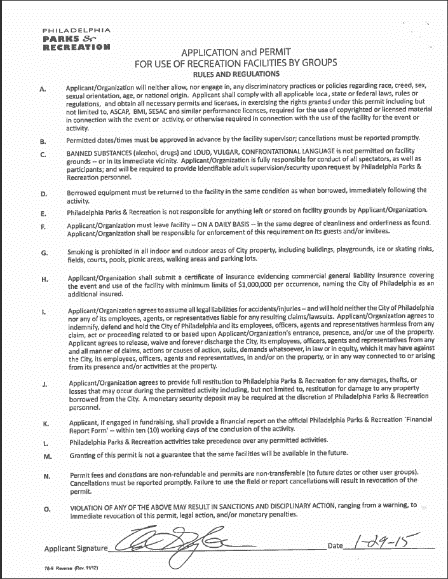 PHILADELPHIA
PARKS &
RECREATION
APPLICATION and PERMIT
FOR USE OF RECREATION FACILITIES BY GROUPS
RULES AND REGULATIONS
A. Applicant/Organization will neither allow, nor engage in, any discriminatory practices or policies regarding race, creed, sex,
sexual orientation, age, or national origin. Applicant shall comply with all applicable local, state or federal laws, rules or
regulations, and obtain all necessary permits and licenses, in exercising the rights granted under this permit including but
not limited to, ASCAP, BMI, SESAC and similar performance licenses, required for the use of copyrighted or licensed material
in connection with the event or activity, or otherwise required in connection with the use of the facility for the event or
activity.
B. Permitted dates/times must be approved in advance by the facility supervisor; cancellations must be reported promptly.
C. BANNED SUBSTANCES (alcohol, drugs) and LOUD, VULGAR, CONFRONTATIONAL LANGUAGE is not permitted on facility
grounds -- or in its immediate vicinity. Applicant/Organization is fully responsible for conduct of all spectators, as well as
participants; and will be required to provide identifiable adult supervision/security upon request by Philadelphia Parks &
Recreation personnel.
D. Borrowed equipment must be returned to the facility in the same condition as when borrowed, immediately following the
activity.
E. Philadelphia Parks & Recreation is not responsible for anything left or stored on facility grounds by Applicant/Organization.
F. Applicant/Organization must leave facility -- ON A DAILY BASIS -- in the same degree of cleanliness and orderliness as found.
Applicant/Organization shall be responsible for enforcement of this requirement on its guests and/or invitees.
G. Smoking is prohibited in all indoor and outdoor areas of City property, including buildings, playgrounds, ice or skating rinks,
fields, courts, pools, picnic areas, walking areas and parking lots.
H. Applicant/Organization shall submit a certificate of insurance evidencing commercial general liability insurance covering
the event and use of the facility with minimum limits of $1,000,000 per occurrence, naming the City of Philadelphia as an
additional insured.
I. Applicant/Organization agrees to assume all legal liabilities for accidents/injuries -- and will hold neither the City of Philadelphia
nor any of its employees, agents, or representatives liable for any resulting claims/lawsuits. Applicant/Organization agrees to
indemnify, defend and hold the City of Philadelphia and its employees, officers, agents and representatives harmless from any
claim, act or proceeding related to or based upon Applicant/Organization's entrance, presence, and/or use of the property.
Applicant agrees to release, waive and forever discharge the City, its employees, officers, agents and representatives from any
and all manner of claims, actions or causes of action, suits, demands whatsoever, in law or in equity, which it may have against
the City, its employees, officers, agents and representatives, in and/or on the property, or in any way connected to or arising
from its presence and/or activities at the property.
J. Applicant/Organization agrees to provide full restitution to Philadelphia Parks & Recreation for any damages, thefts, or
losses that may occur during the permitted activity including, but not limited to, restitution for damage to any property
borrowed from the City. A monetary security deposit may be required at the discretion of Philadelphia Parks & Recreation
personnel.
K. Applicant, if engaged in fundraising, shall provide a financial report on the official Philadelphia Parks & Recreation 'Financial
Report Form' -- within ten (10) working days of the conclusion of the activity.
L. Philadelphia Parks & Recreation activities take precedence over any permitted activities.
M. Granting of this permit is not a guarantee that the same facilities will be available in the future.
N. Permit fees and donations are non-refundable and permits are non-transferable (to future dates or other user groups).
Cancellations must be reported promptly. Failure to use the field or report cancellations will result in revocation of the
permit.
O. VIOLATION OF ANY OF THE ABOVE MAY RESULT IN SANCTIONS AND DISCIPLINARY ACTION, ranging from a warning, to
immediate revocation of this permit, legal action, and/or monetary penalties.
Applicant Signature Date 1-29-15